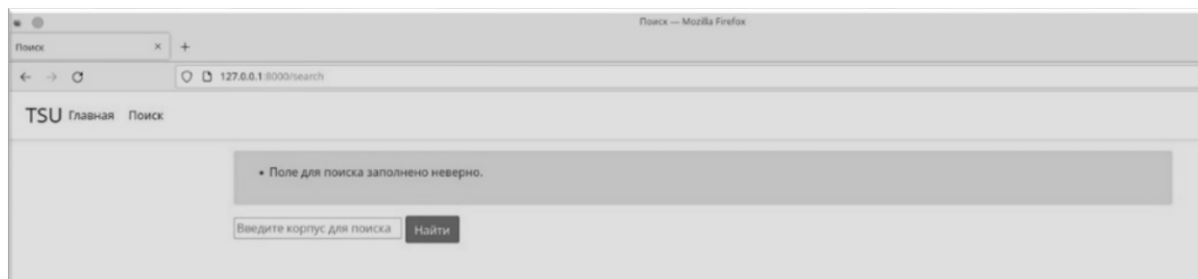 Поиск — Mozilla Firefox
Поиск × +
127.0.0.1:8000/search
TSU Главная Поиск
• Поле для поиска заполнено неверно.
Введите корпус для поиска Найти